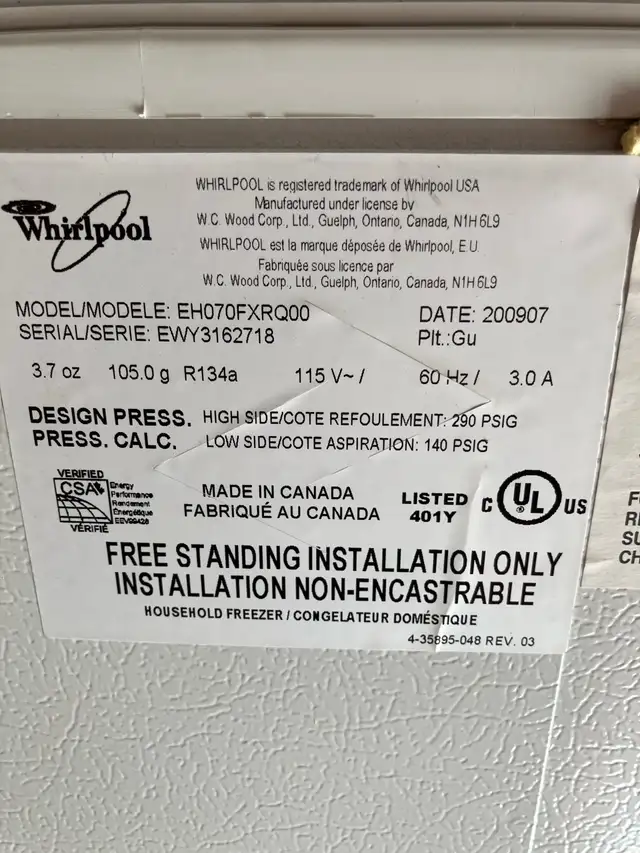 Whirlpool
WHIRLPOOL is registered trademark of Whirlpool USA
Manufactured under license by
W.C. Wood Corp., Ltd., Guelph, Ontario, Canada, N1H 6L9
WHIRLPOOL est la marque déposée de Whirlpool, E.U
Fabriquée sous licence par
W.C. Wood Corp., Ltd., Guelph, Ontario, Canada, N1H 6L9
MODEL/MODELE: EH070FXRQ00 DATE: 200907
SERIAL/SERIE: EWY3162718 Plt.:Gu
3.7 oz 105.0 g R134a 115 V~ / 60 Hz / 3.0 A
DESIGN PRESS. HIGH SIDE/COTE REFOULEMENT: 290 PSIG
PRESS. CALC. LOW SIDE/COTE ASPIRATION: 140 PSIG
VERIFIED
CSA
Energy
Performance
Rendement
Énergétique
EEV99428
VÉRIFIÉ
MADE IN CANADA
FABRIQUÉ AU CANADA
LISTED
401Y
C UL US
FREE STANDING INSTALLATION ONLY
INSTALLATION NON-ENCASTRABLE
HOUSEHOLD FREEZER / CONGELATEUR DOMÉSTIQUE
4-35895-048 REV. 03